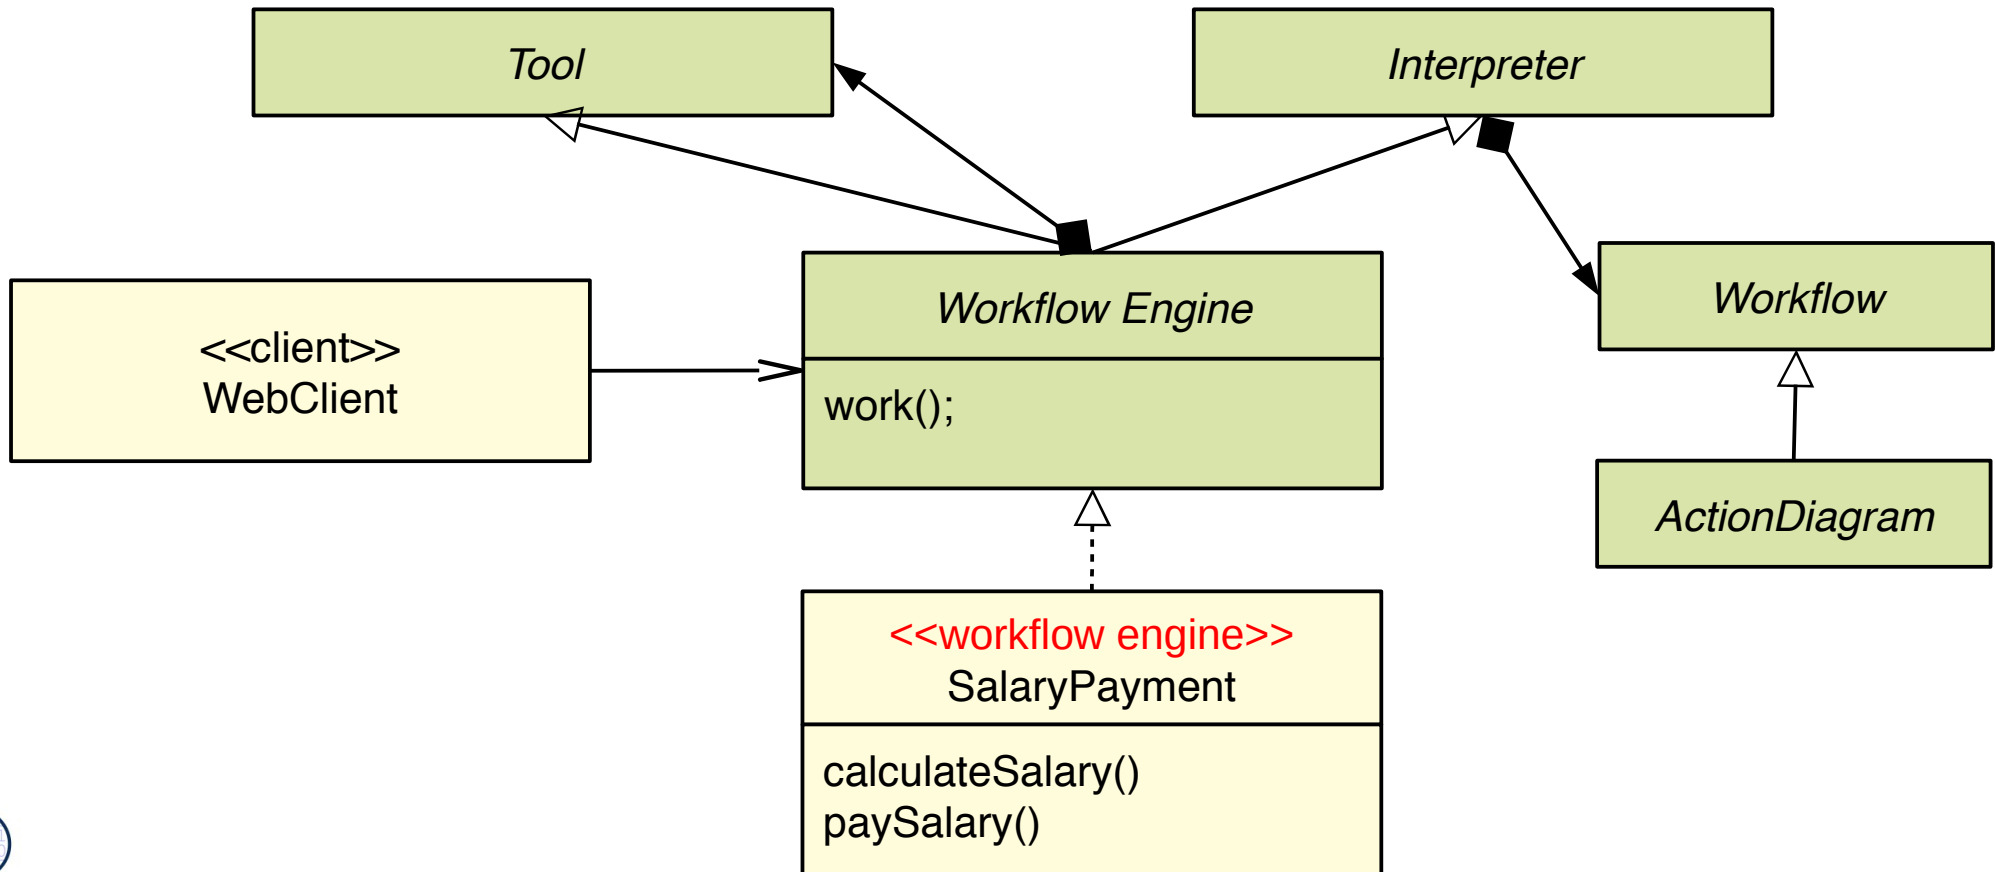 Tool
Interpreter
Workflow Engine
work();
<<client>>
WebClient
Workflow
ActionDiagram
<<workflow engine>>
SalaryPayment
calculateSalary()
paySalary()